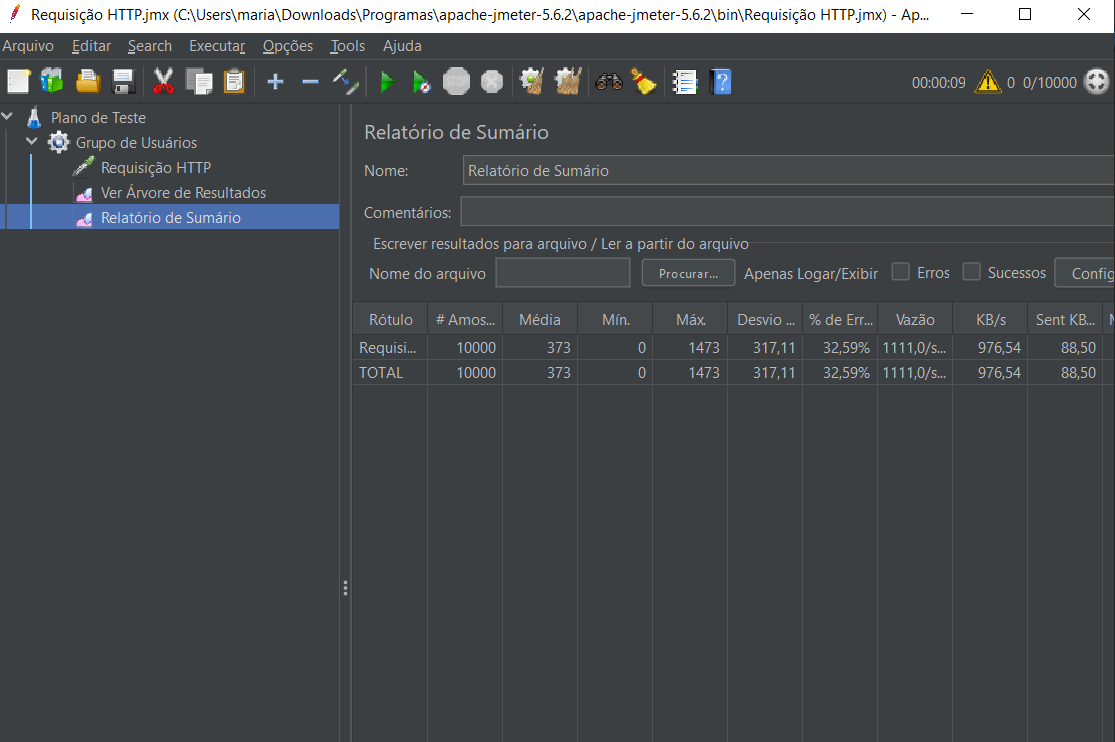 Requisição HTTP.jmx (C:\Users\maria\Downloads\Programas\apache-jmeter-5.6.2\apache-jmeter-5.6.2\bin\Requisição HTTP.jmx) - Ap...
Arquivo Editar Search Executar Opções Tools Ajuda
STOP 00:00:09 0 0/10000
Plano de Teste
Grupo de Usuários
Requisição HTTP
Ver Árvore de Resultados
Relatório de Sumário
Relatório de Sumário
Nome: Relatório de Sumário
Comentários:
Escrever resultados para arquivo / Ler a partir do arquivo
Nome do arquivo Procurar... Apenas Logar/Exibir Erros Sucessos Config
Rótulo # Amos... Média Mín. Máx. Desvio ... % de Err... Vazão KB/s Sent KB... M
Requisi... 10000 373 0 1473 317,11 32,59% 1111,0/s... 976,54 88,50
TOTAL 10000 373 0 1473 317,11 32,59% 1111,0/s... 976,54 88,50